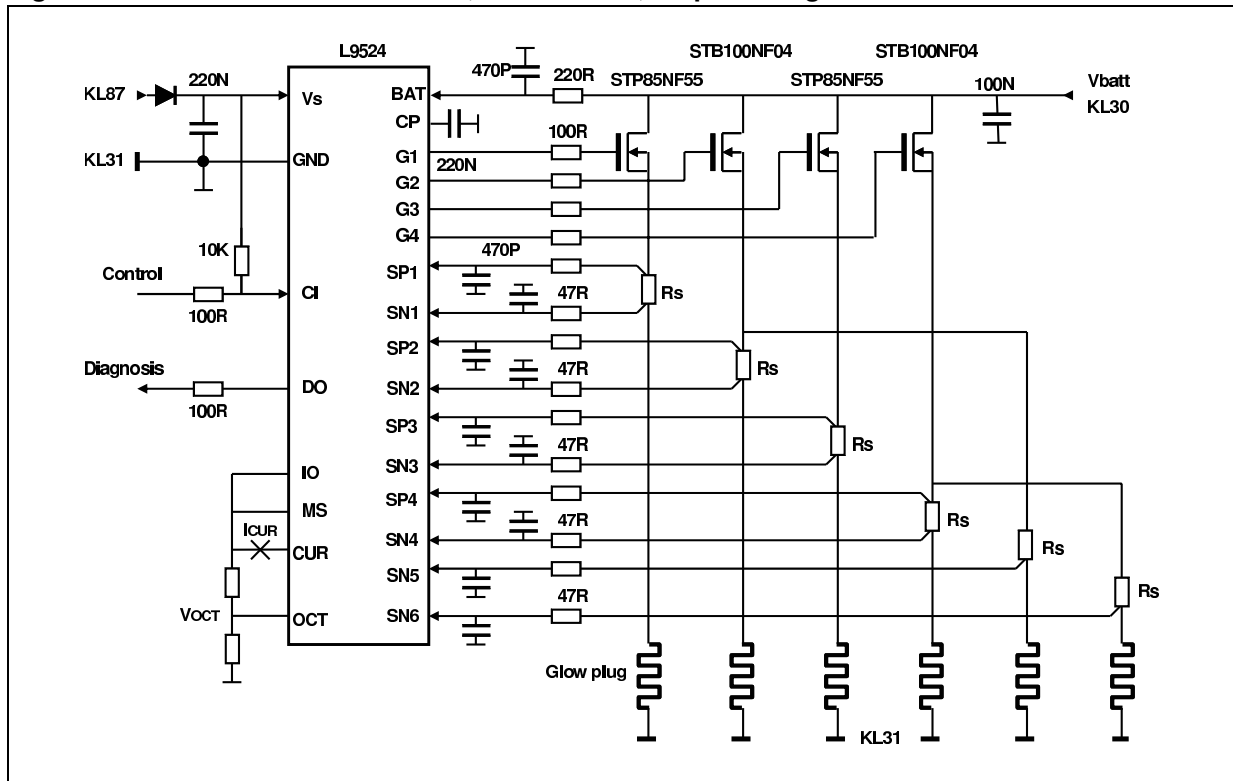 L9524
STB100NF04
STB100NF04
470P
220R
STP85NF55
STP85NF55
220N
100N
Vbatt
KL87
Vs
BAT
KL30
CP
KL31
GND
G1
100R
220N
G2
G3
G4
10K
470P
Control
SP1
CI
47R
Rs
100R
SN1
SP2
Diagnosis
47R
Rs
DO
SN2
100R
SP3
47R
Rs
IO
SN3
MS
SP4
ICUR
47R
Rs
CUR
SN4
Rs
SN5
47R
Rs
VOCT
OCT
SN6
Glow plug
KL31